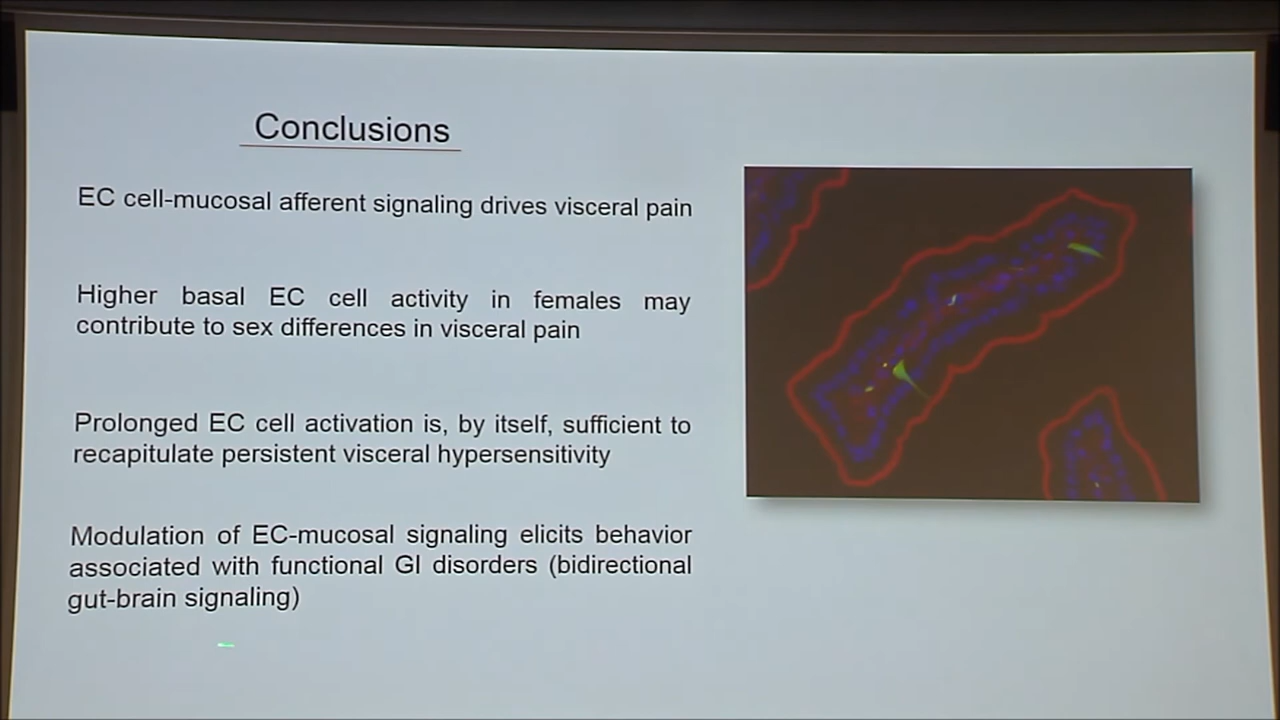 Conclusions
EC cell-mucosal afferent signaling drives visceral pain
Higher basal EC cell activity in females may
contribute to sex differences in visceral pain
Prolonged EC cell activation is, by itself, sufficient to
recapitulate persistent visceral hypersensitivity
Modulation of EC-mucosal signaling elicits behavior
associated with functional GI disorders (bidirectional
gut-brain signaling)